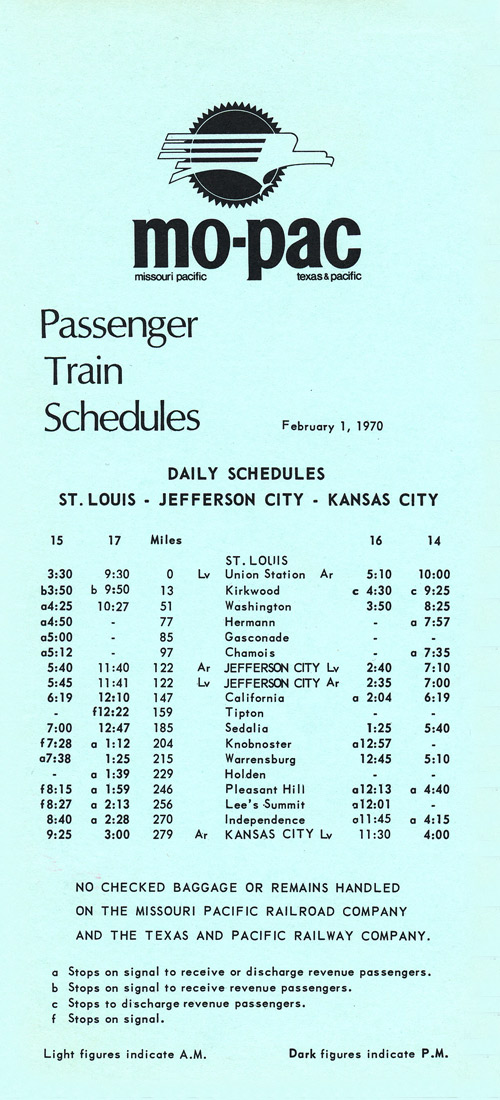 mo-pac
missouri pacific texas & pacific
Passenger
Train
Schedules
February 1, 1970
DAILY SCHEDULES
ST. LOUIS - JEFFERSON CITY - KANSAS CITY
15 17 Miles 16 14
ST. LOUIS
3:30 9:30 0 Lv Union Station Ar 5:10 10:00
b3:50 b 9:50 13 Kirkwood c 4:30 c 9:25
a4:25 10:27 51 Washington 3:50 8:25
a4:50 - 77 Hermann - a 7:57
a5:00 - 85 Gasconade - -
a5:12 - 97 Chamois - a 7:35
5:40 11:40 122 Ar JEFFERSON CITY Lv 2:40 7:10
5:45 11:41 122 Lv JEFFERSON CITY Ar 2:35 7:00
6:19 12:10 147 California a 2:04 6:19
- f12:22 159 Tipton - -
7:00 12:47 185 Sedalia 1:25 5:40
f7:28 a 1:12 204 Knobnoster a12:57 -
a7:38 1:25 215 Warrensburg 12:45 5:10
- a 1:39 229 Holden - -
f8:15 a 1:59 246 Pleasant Hill a12:13 a 4:40
f8:27 a 2:13 256 Lee's Summit a12:01 -
8:40 a 2:28 270 Independence a11:45 a 4:15
9:25 3:00 279 Ar KANSAS CITY Lv 11:30 4:00
NO CHECKED BAGGAGE OR REMAINS HANDLED
ON THE MISSOURI PACIFIC RAILROAD COMPANY
AND THE TEXAS AND PACIFIC RAILWAY COMPANY.
a Stops on signal to receive or discharge revenue passengers.
b Stops on signal to receive revenue passengers.
c Stops to discharge revenue passengers.
f Stops on signal.
Light figures indicate A.M. Dark figures indicate P.M.